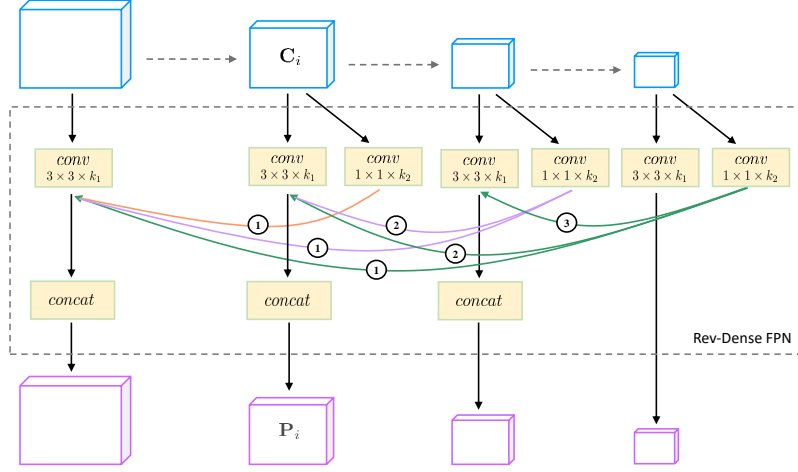 C_i
conv
3 × 3 × k_1
conv
3 × 3 × k_1
conv
1 × 1 × k_2
conv
3 × 3 × k_1
conv
1 × 1 × k_2
conv
3 × 3 × k_1
conv
1 × 1 × k_2
1
2
3
1
2
1
concat
concat
concat
Rev-Dense FPN
P_i